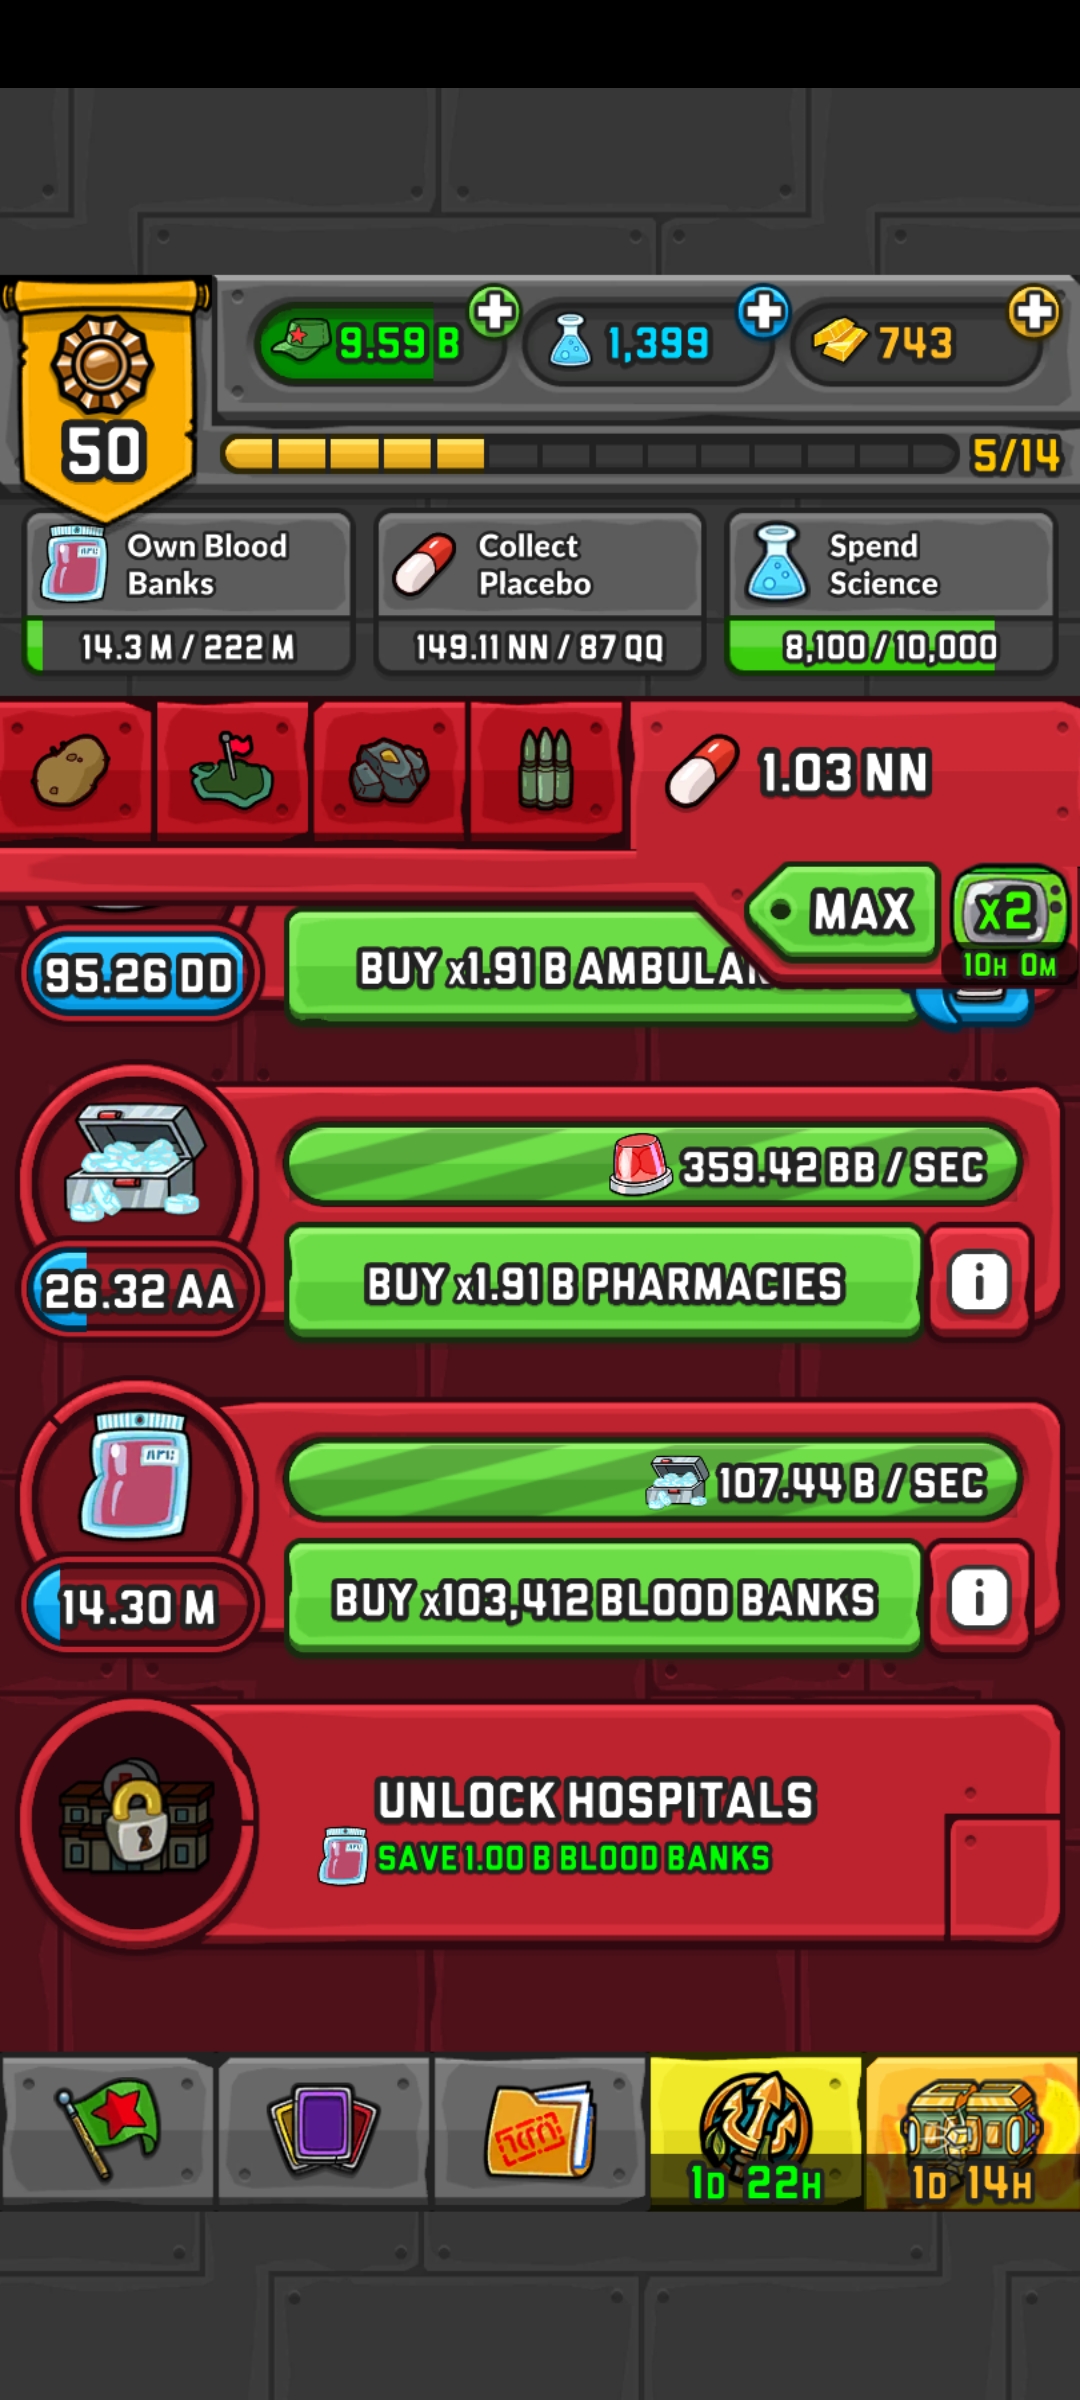 9.59 B
1,399
743
50
5/14
Own Blood
Banks
14.3 M / 222 M
Collect
Placebo
149.11 NN / 87 QQ
Spend
Science
8,100 / 10,000
1.03 NN
MAX
x2
10H 0M
95.26 DD
BUY x1.91 B
359.42 BB / SEC
26.32 AA
BUY x1.91 B PHARMACIES
i
107.44 B / SEC
14.30 M
BUY x103,412 BLOOD BANKS
i
UNLOCK HOSPITALS
SAVE 1.00 B BLOOD BANKS
1D 22H
1D 14H